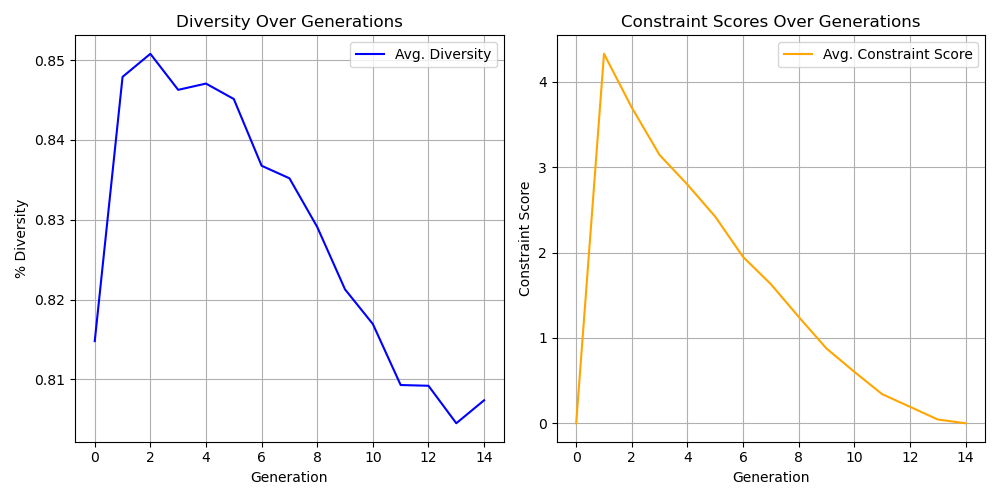 Diversity Over Generations
Avg. Diversity
% Diversity
0.85
0.84
0.83
0.82
0.81
0 2 4 6 8 10 12 14
Generation
Constraint Scores Over Generations
Avg. Constraint Score
Constraint Score
4
3
2
1
0
0 2 4 6 8 10 12 14
Generation